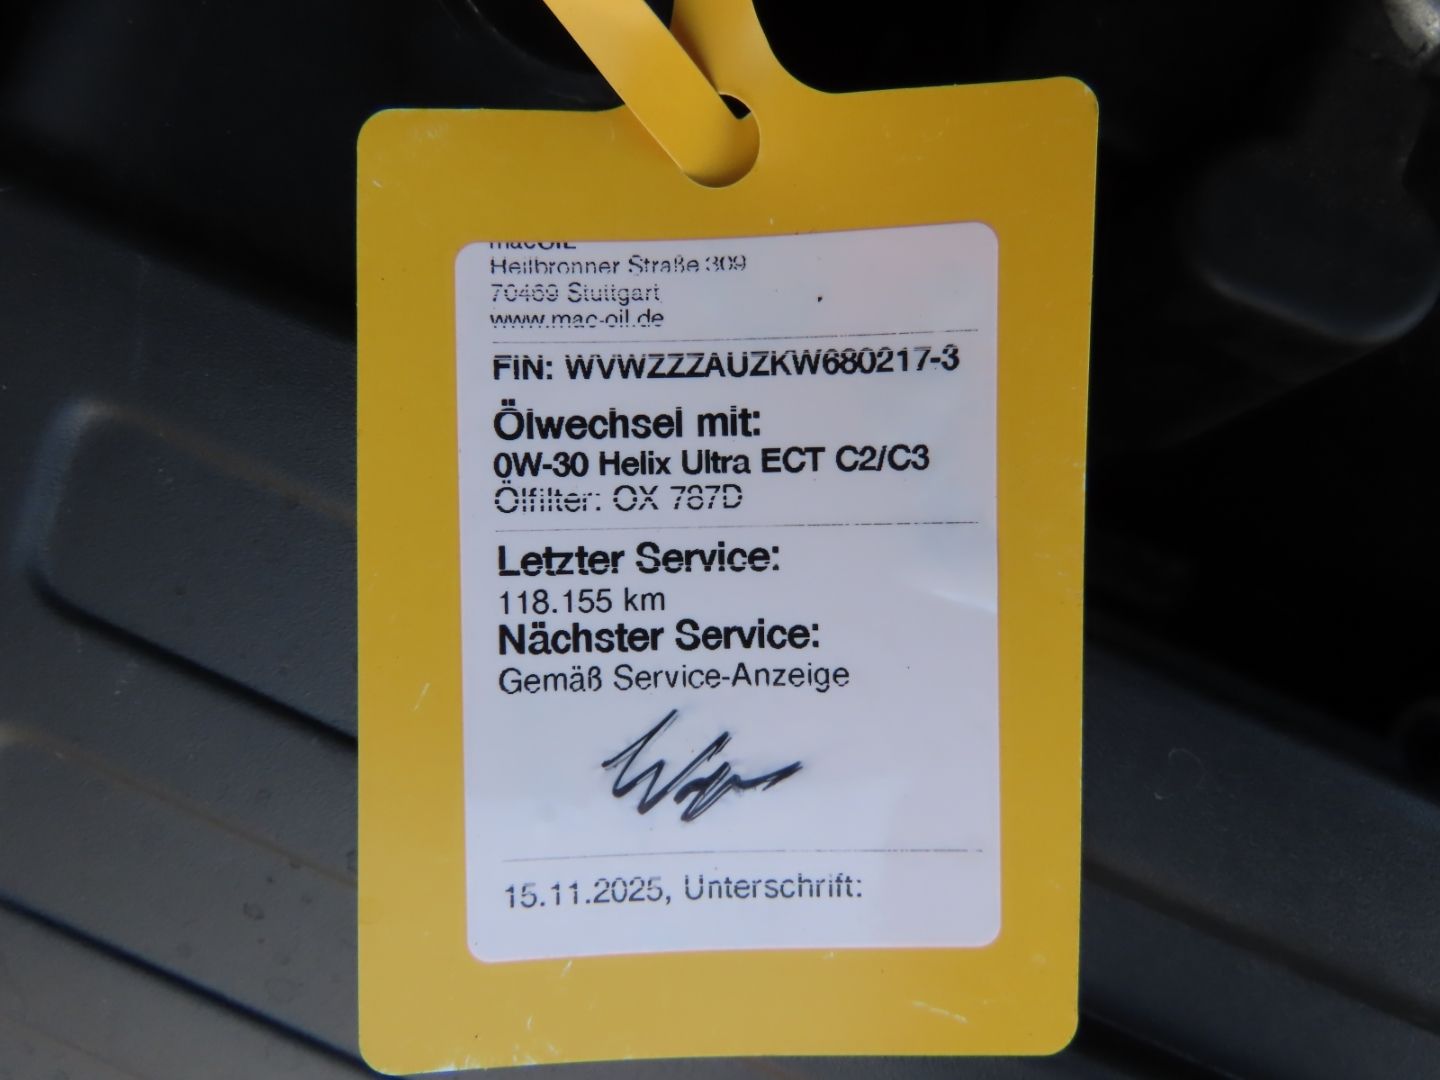 macOIL
Heilbronner Straße 309
70469 Stuttgart
www.mac-oil.de
FIN: WVWZZZAUZKW680217-3
Ölwechsel mit:
0W-30 Helix Ultra ECT C2/C3
Ölfilter: OX 787D
Letzter Service:
118.155 km
Nächster Service:
Gemäß Service-Anzeige
15.11.2025, Unterschrift: